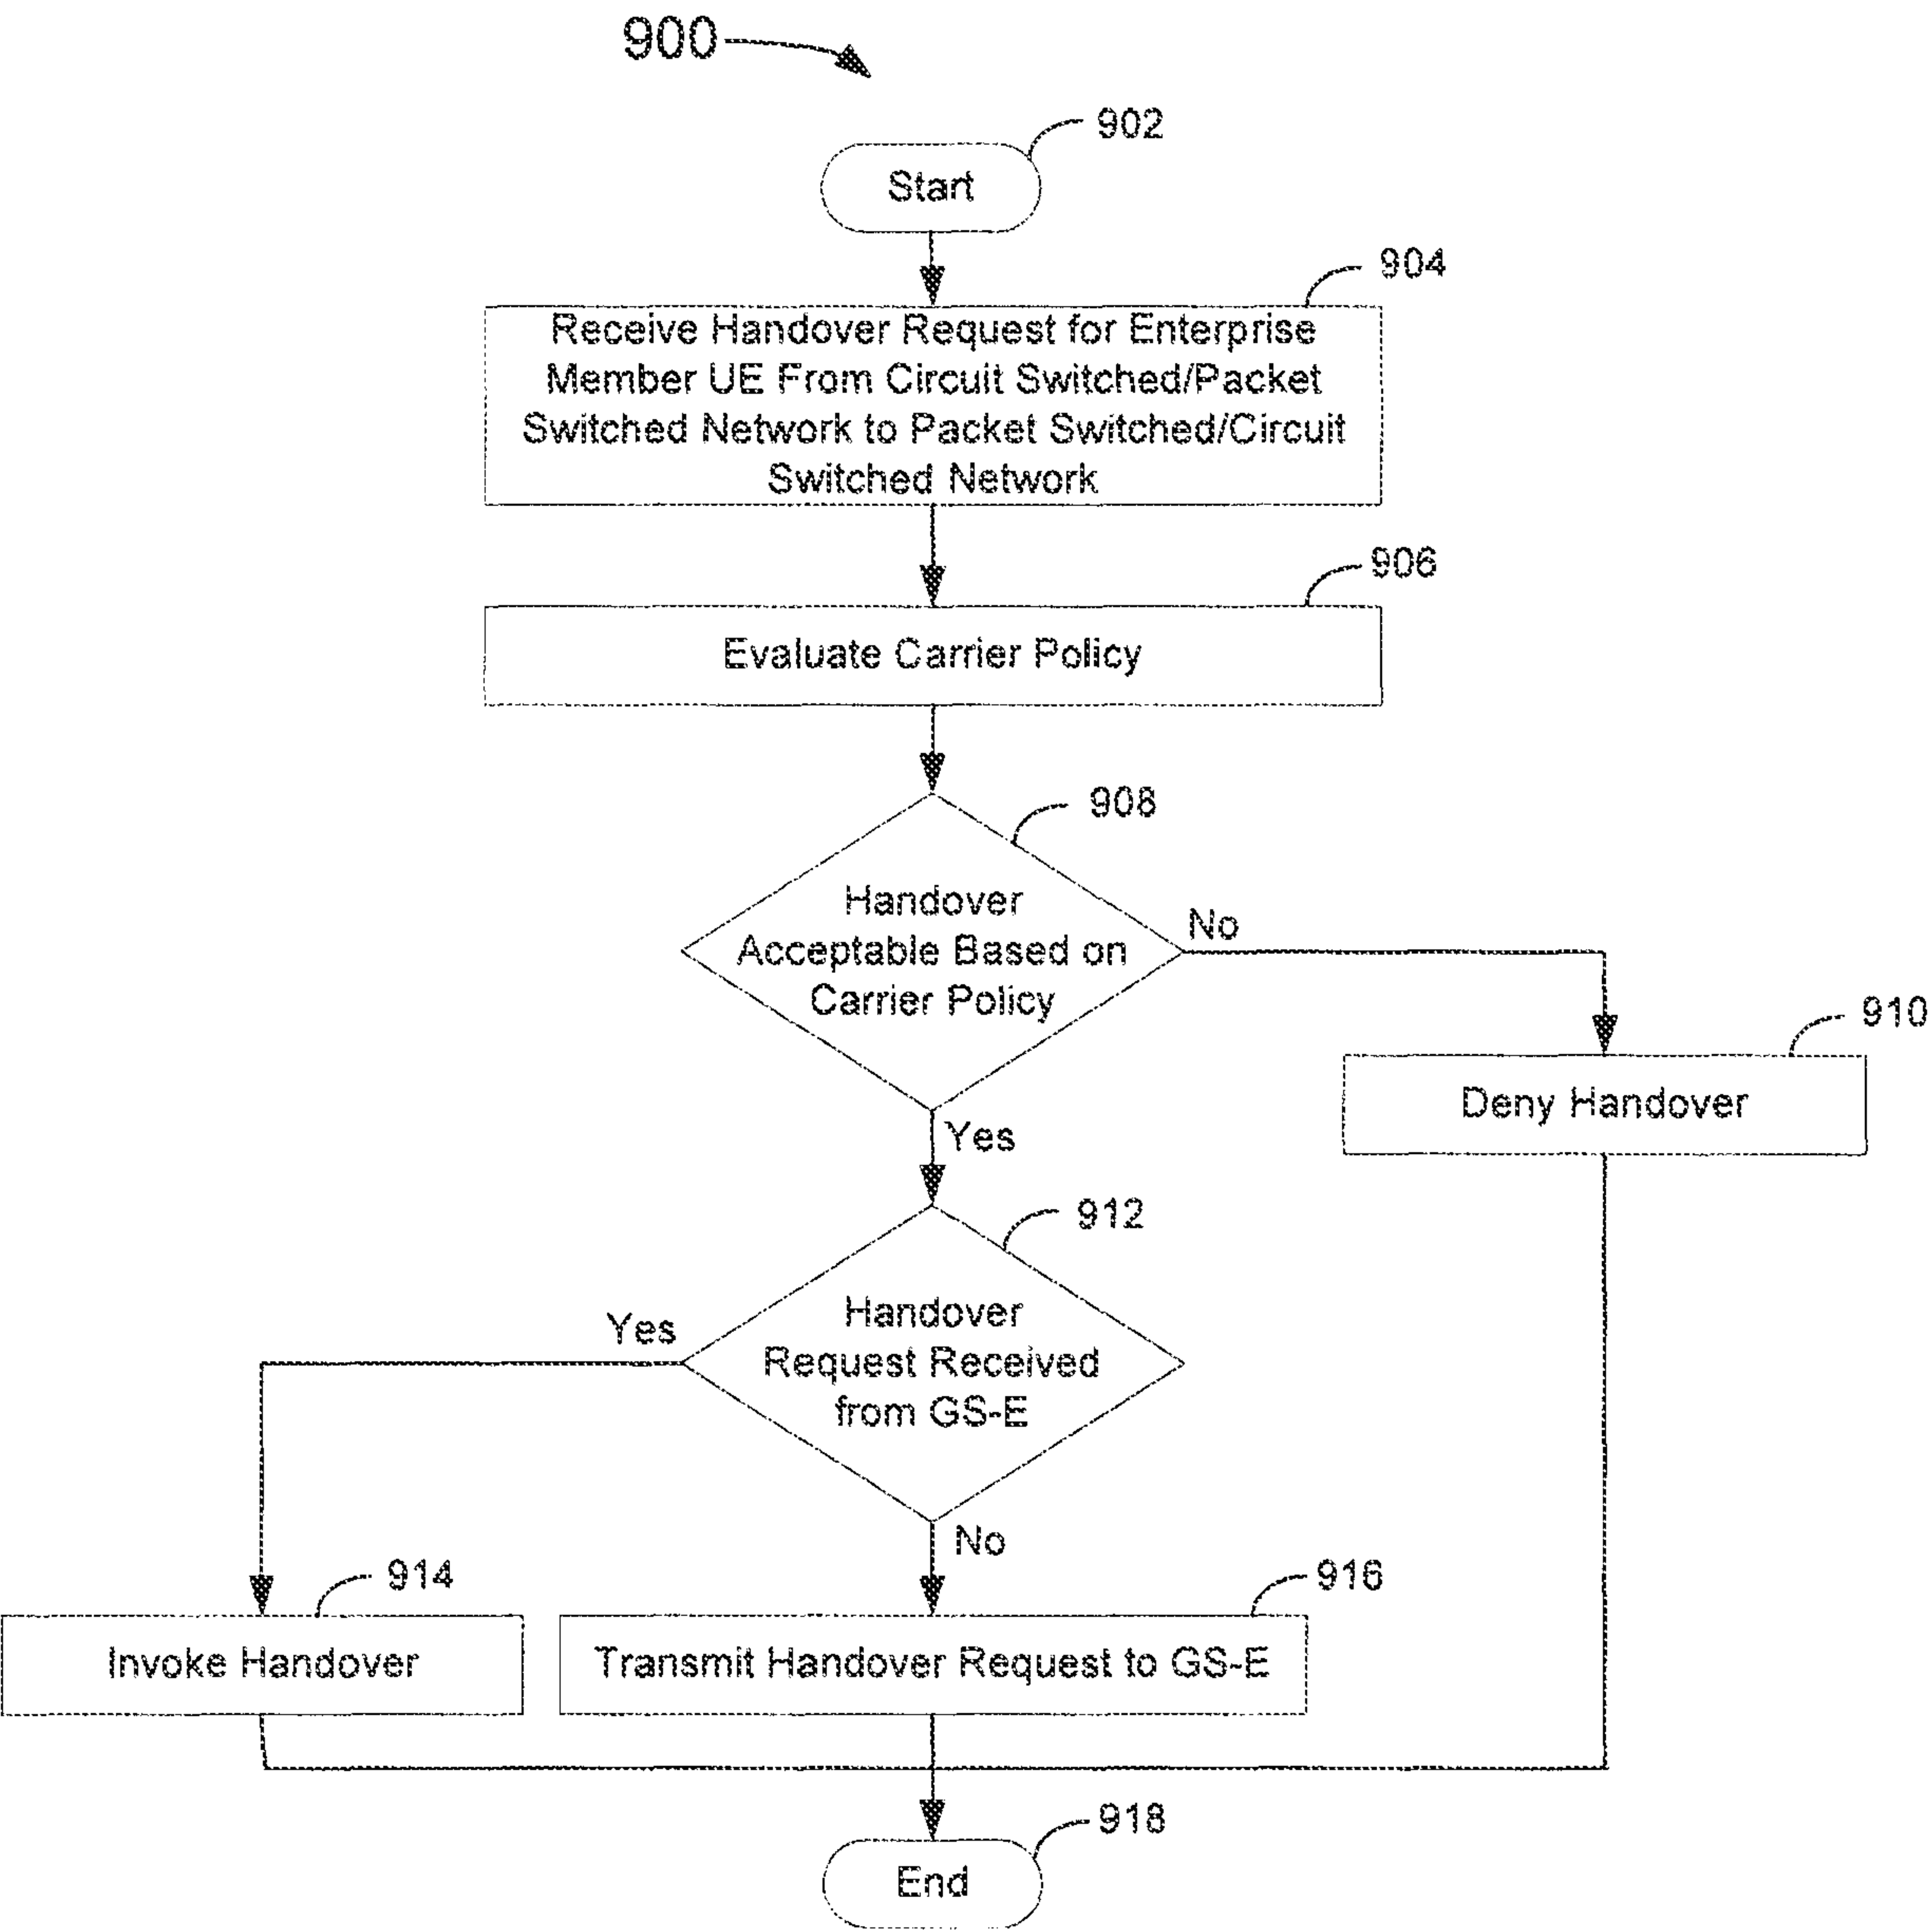 900
902
Start
904
Receive Handover Request for Enterprise
Member UE From Circuit Switched/Packet
Switched Network to Packet Switched/Circuit
Switched Network
906
Evaluate Carrier Policy
908
Handover
Acceptable Based on
Carrier Policy
No
910
Deny Handover
Yes
912
Handover
Request Received
from GS-E
Yes
No
914
Invoke Handover
916
Transmit Handover Request to GS-E
918
End